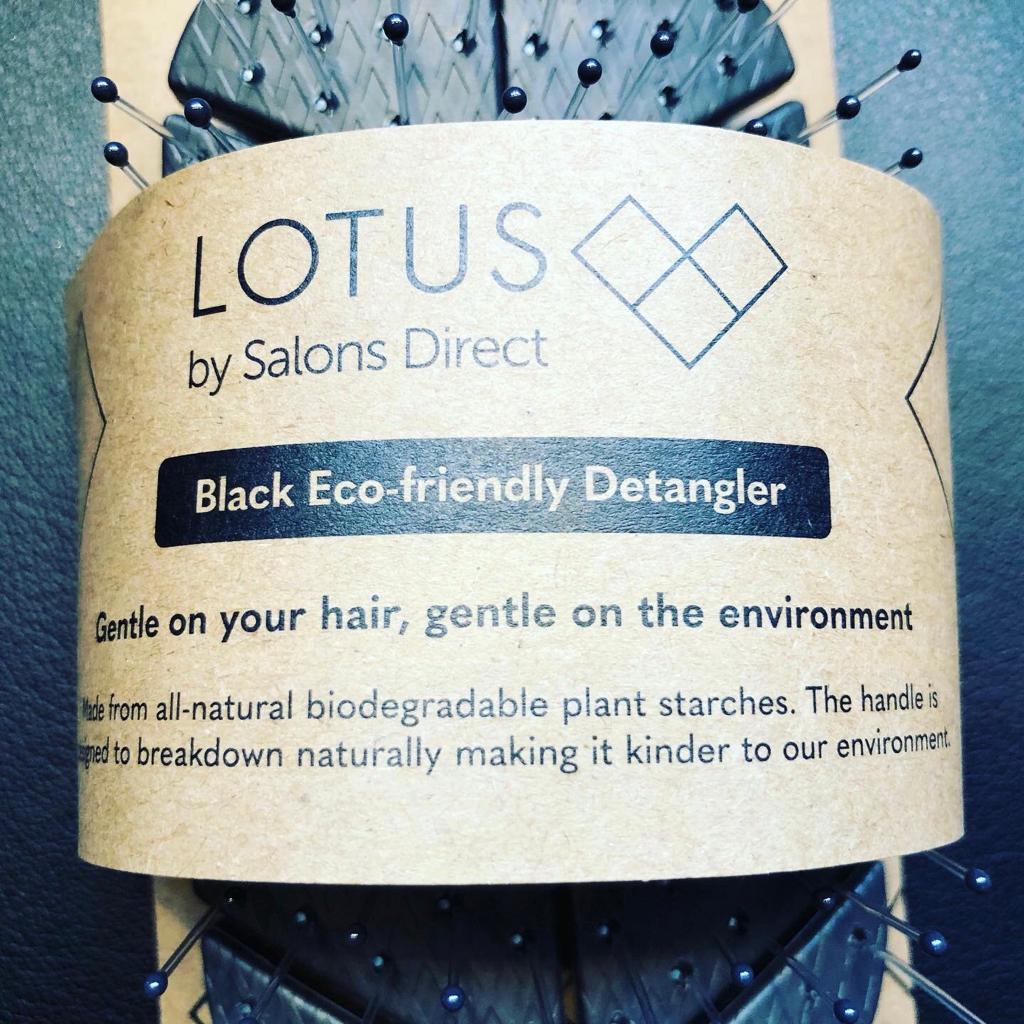 LOTUS
by Salons Direct
Black Eco-friendly Detangler
Gentle on your hair, gentle on the environment
Made from all-natural biodegradable plant starches. The handle is
to breakdown naturally making it kinder to our environment.